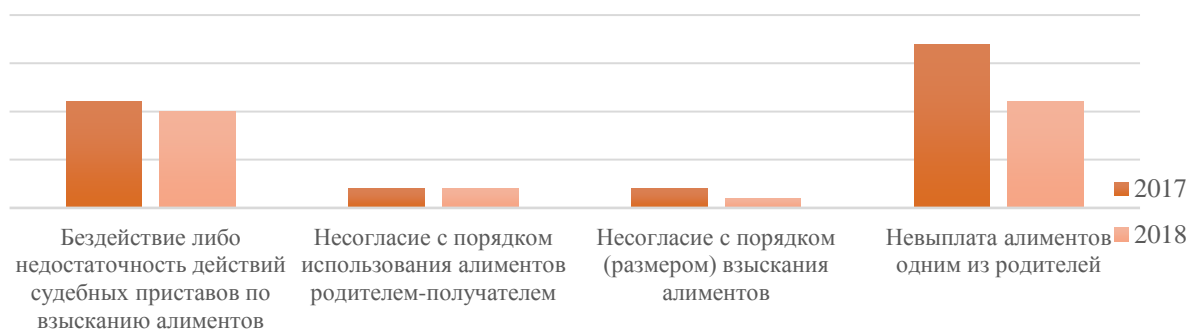 Бездействие либо
недостаточность действий
судебных приставов по
взысканию алиментов
Несогласие с порядком
использования алиментов
родителем-получателем
Несогласие с порядком
(размером) взыскания
алиментов
Невыплата алиментов
одним из родителей
2017
2018